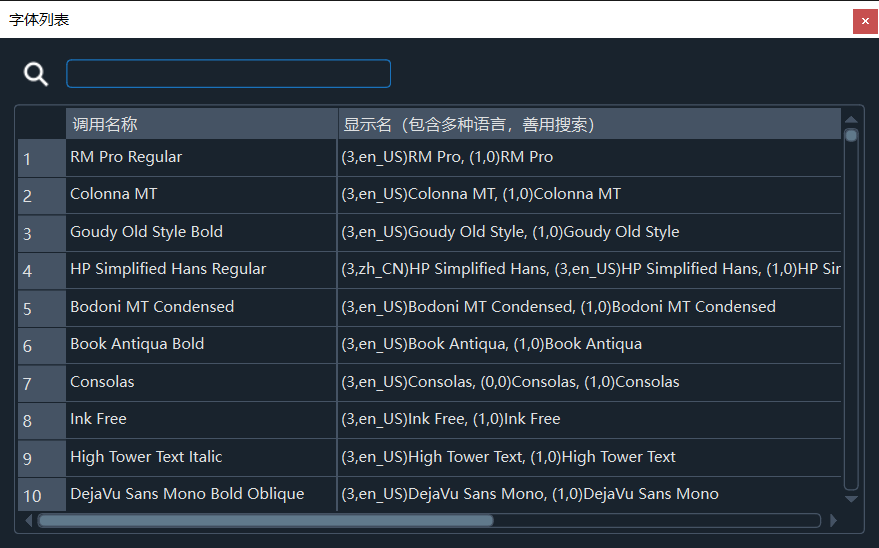 字体列表
调用名称 显示名（包含多种语言，善用搜索）
1 RM Pro Regular (3,en_US)RM Pro, (1,0)RM Pro
2 Colonna MT (3,en_US)Colonna MT, (1,0)Colonna MT
3 Goudy Old Style Bold (3,en_US)Goudy Old Style, (1,0)Goudy Old Style
4 HP Simplified Hans Regular (3,zh_CN)HP Simplified Hans, (3,en_US)HP Simplified Hans, (1,0)HP Sir
5 Bodoni MT Condensed (3,en_US)Bodoni MT Condensed, (1,0)Bodoni MT Condensed
6 Book Antiqua Bold (3,en_US)Book Antiqua, (1,0)Book Antiqua
7 Consolas (3,en_US)Consolas, (0,0)Consolas, (1,0)Consolas
8 Ink Free (3,en_US)Ink Free, (1,0)Ink Free
9 High Tower Text Italic (3,en_US)High Tower Text, (1,0)High Tower Text
10 DejaVu Sans Mono Bold Oblique (3,en_US)DejaVu Sans Mono, (1,0)DejaVu Sans Mono